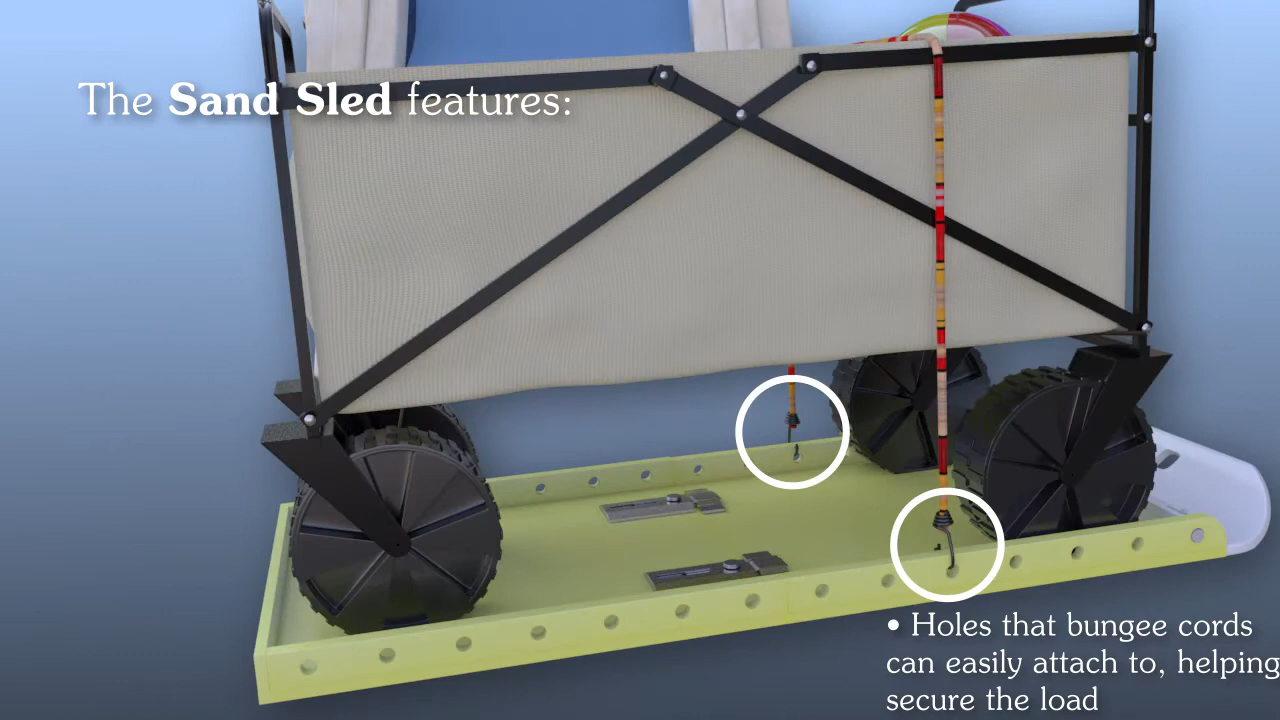 The Sand Sled features:
• Holes that bungee cords
can easily attach to, helping
secure the load